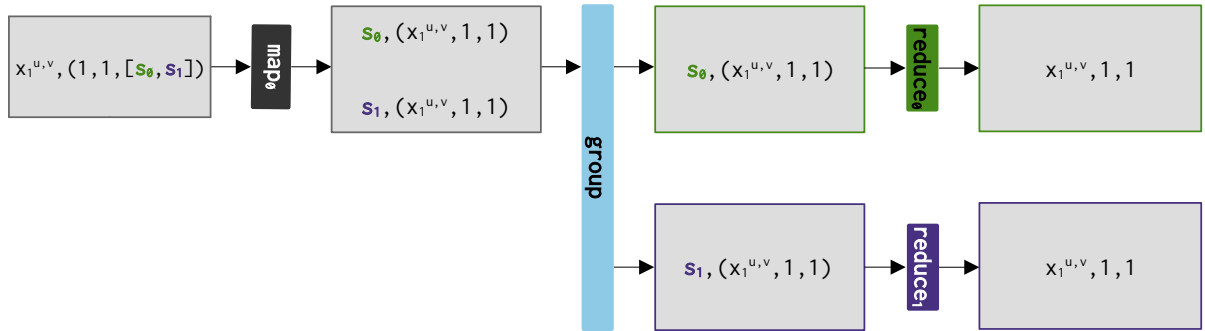 x₁ᵘ,ᵛ,(1,1,[s₀,s₁])
map₀
s₀,(x₁ᵘ,ᵛ,1,1)
s₁,(x₁ᵘ,ᵛ,1,1)
group
s₀,(x₁ᵘ,ᵛ,1,1)
reduce₀
x₁ᵘ,ᵛ,1,1
s₁,(x₁ᵘ,ᵛ,1,1)
reduce₁
x₁ᵘ,ᵛ,1,1